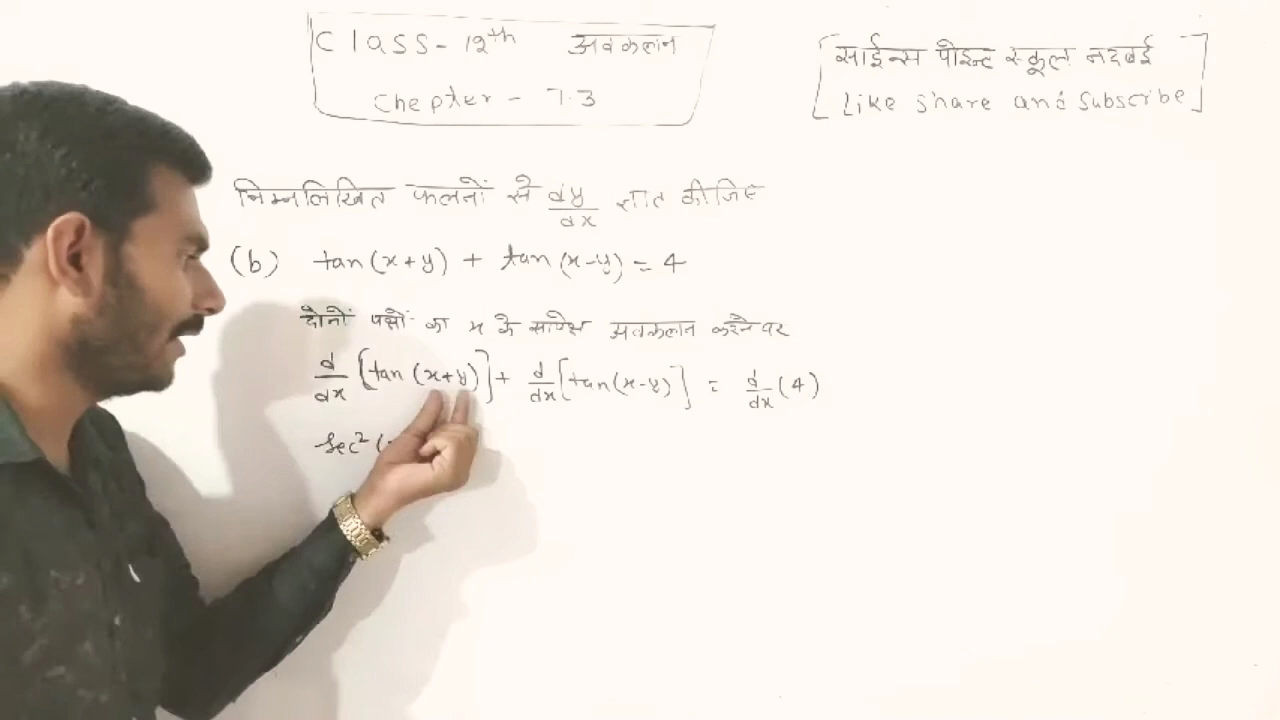 Class - 12th अवकलन
Chepter - 7.3
साईन्स पोइन्ट स्कूल नदबई
Like share and Subscribe
निम्नलिखित फलनों से dy/dx ज्ञात कीजिए
(b) tan(x+y) + tan(x-y) = 4
दोनों पक्षों का x के सापेक्ष अवकलन करने पर
d/dx [tan (x+y)] + d/dx [tan(x-y)] = d/dx (4)
Sec² (